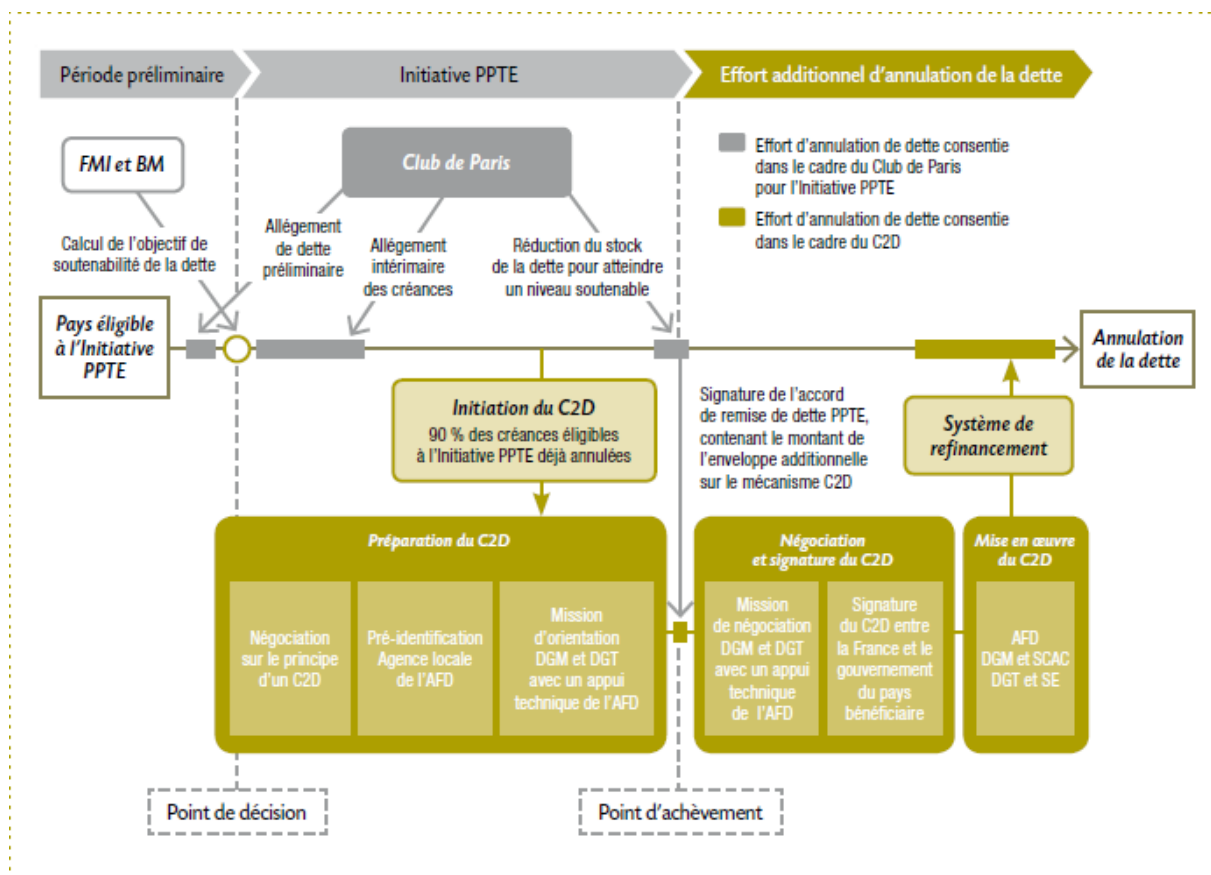 Période préliminaire
Initiative PPTE
Effort additionnel d'annulation de la dette
FMI et BM
Club de Paris
Effort d'annulation de dette consentie
dans le cadre du Club de Paris
pour l'Initiative PPTE
Effort d'annulation de dette consentie
dans le cadre du C2D
Calcul de l'objectif de
soutenabilité de la dette
Allégement
de dette
préliminaire
Allégement
intérimaire
des créances
Réduction du stock
de la dette pour atteindre
un niveau soutenable
Pays éligible
à l'Initiative
PPTE
Annulation
de la dette
Initiation du C2D
90 % des créances éligibles
à l'Initiative PPTE déjà annulées
Signature de l'accord
de remise de dette PPTE,
contenant le montant de
l'enveloppe additionnelle
sur le mécanisme C2D
Système de
refinancement
Préparation du C2D
Négociation
sur le principe
d'un C2D
Pré-identification
Agence locale
de l'AFD
Mission
d'orientation
DGM et DGT
avec un appui
technique de l'AFD
Négociation
et signature du C2D
Mission
de négociation
DGM et DGT
avec un appui
technique
de l'AFD
Signature
du C2D entre
la France et le
gouvernement
du pays
bénéficiaire
Mise en œuvre
du C2D
AFD
DGM et SCAC
DGT et SE
Point de décision
Point d'achèvement